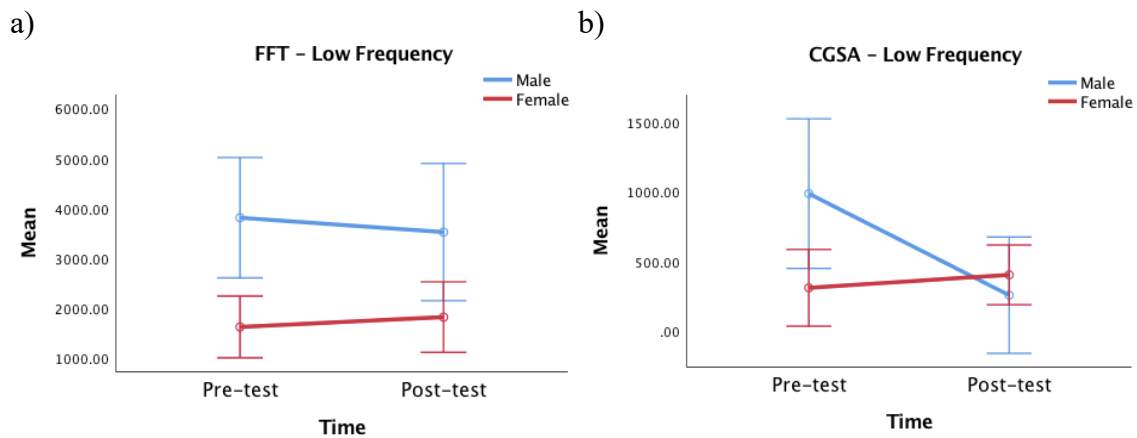 a)
FFT – Low Frequency
Male
Female
6000.00
5000.00
4000.00
3000.00
2000.00
1000.00
Mean
Pre-test
Post-test
Time
b)
CGSA – Low Frequency
Male
Female
1500.00
1000.00
500.00
.00
Mean
Pre-test
Post-test
Time